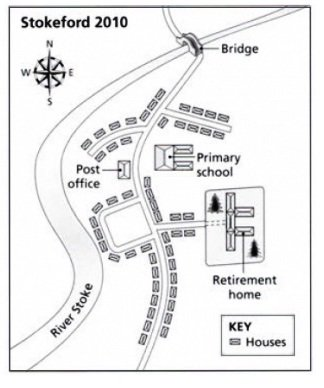 Stokeford 2010
N
W E
S
Bridge
Primary
school
Post
office
Retirement
home
River Stoke
KEY
Houses